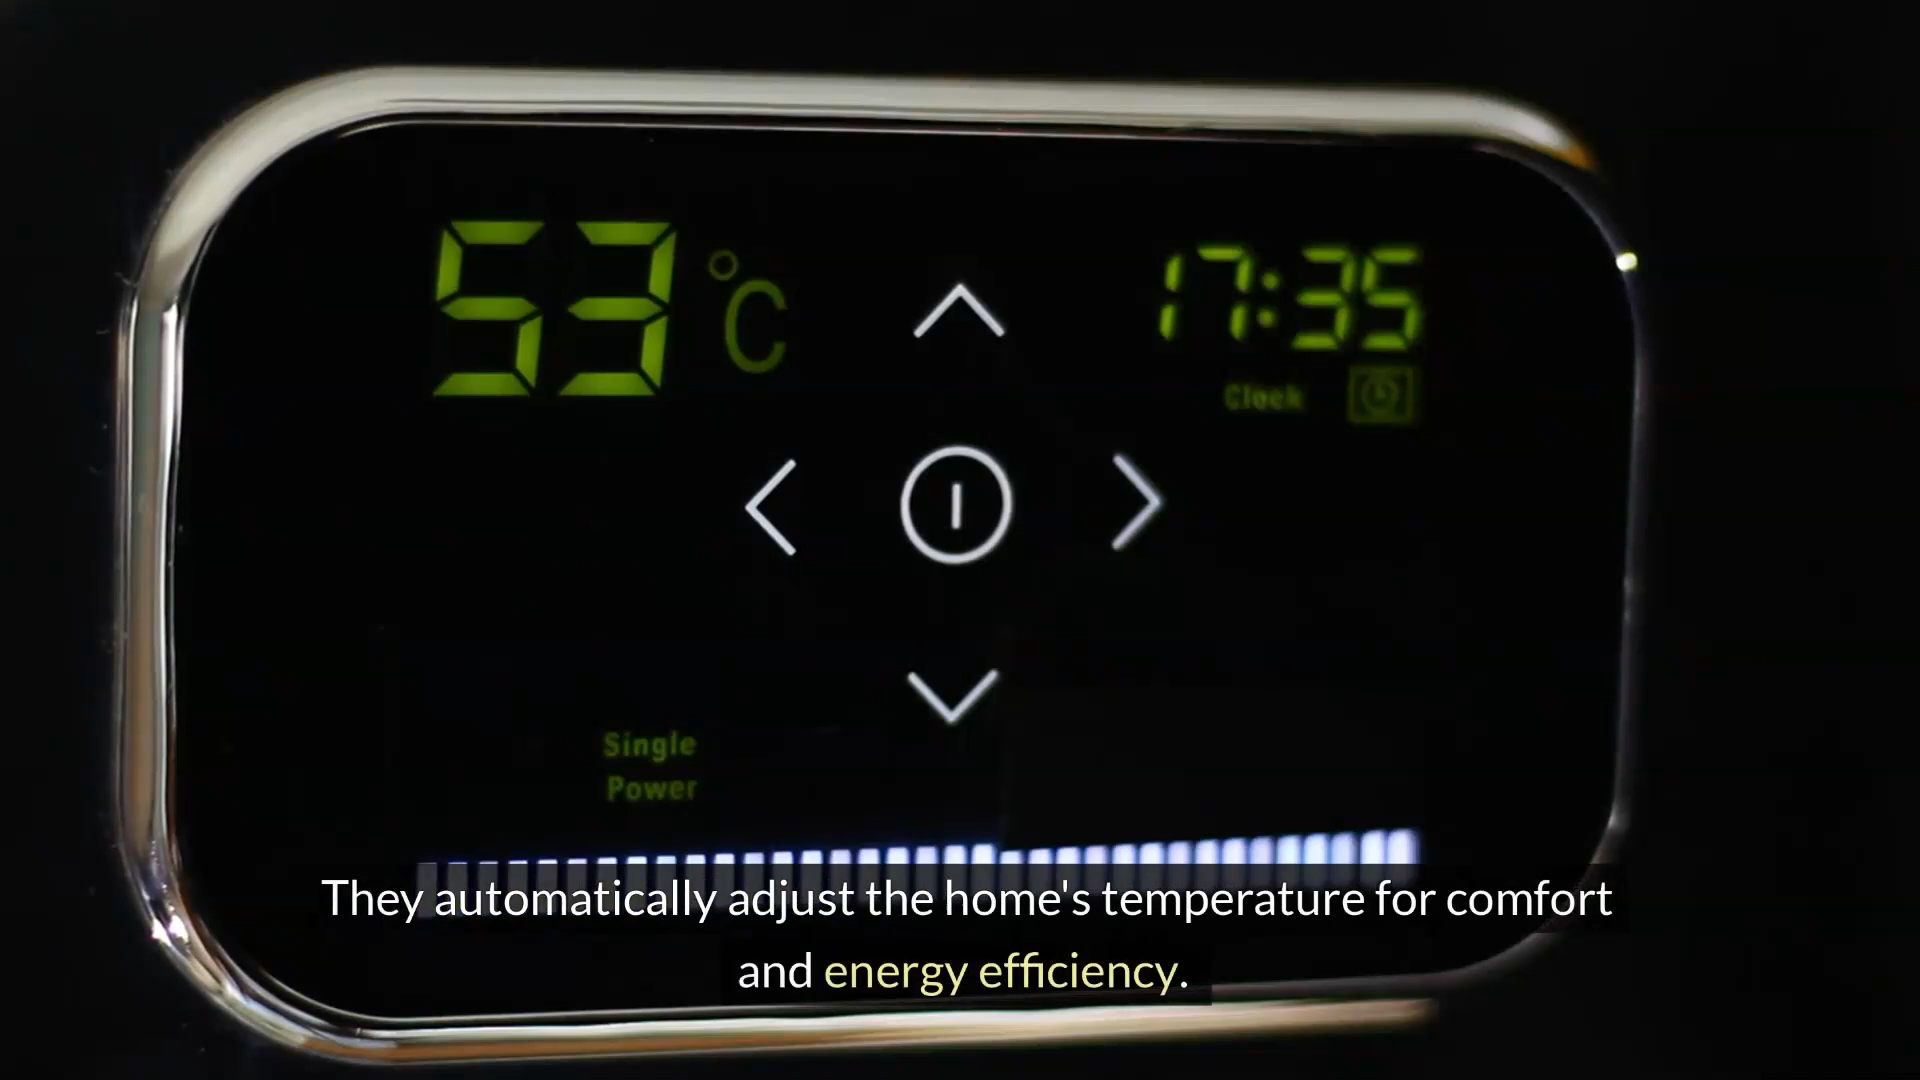 53 °C
17:35
Clock
Single
Power
They automatically adjust the home's temperature for comfort
and energy efficiency.